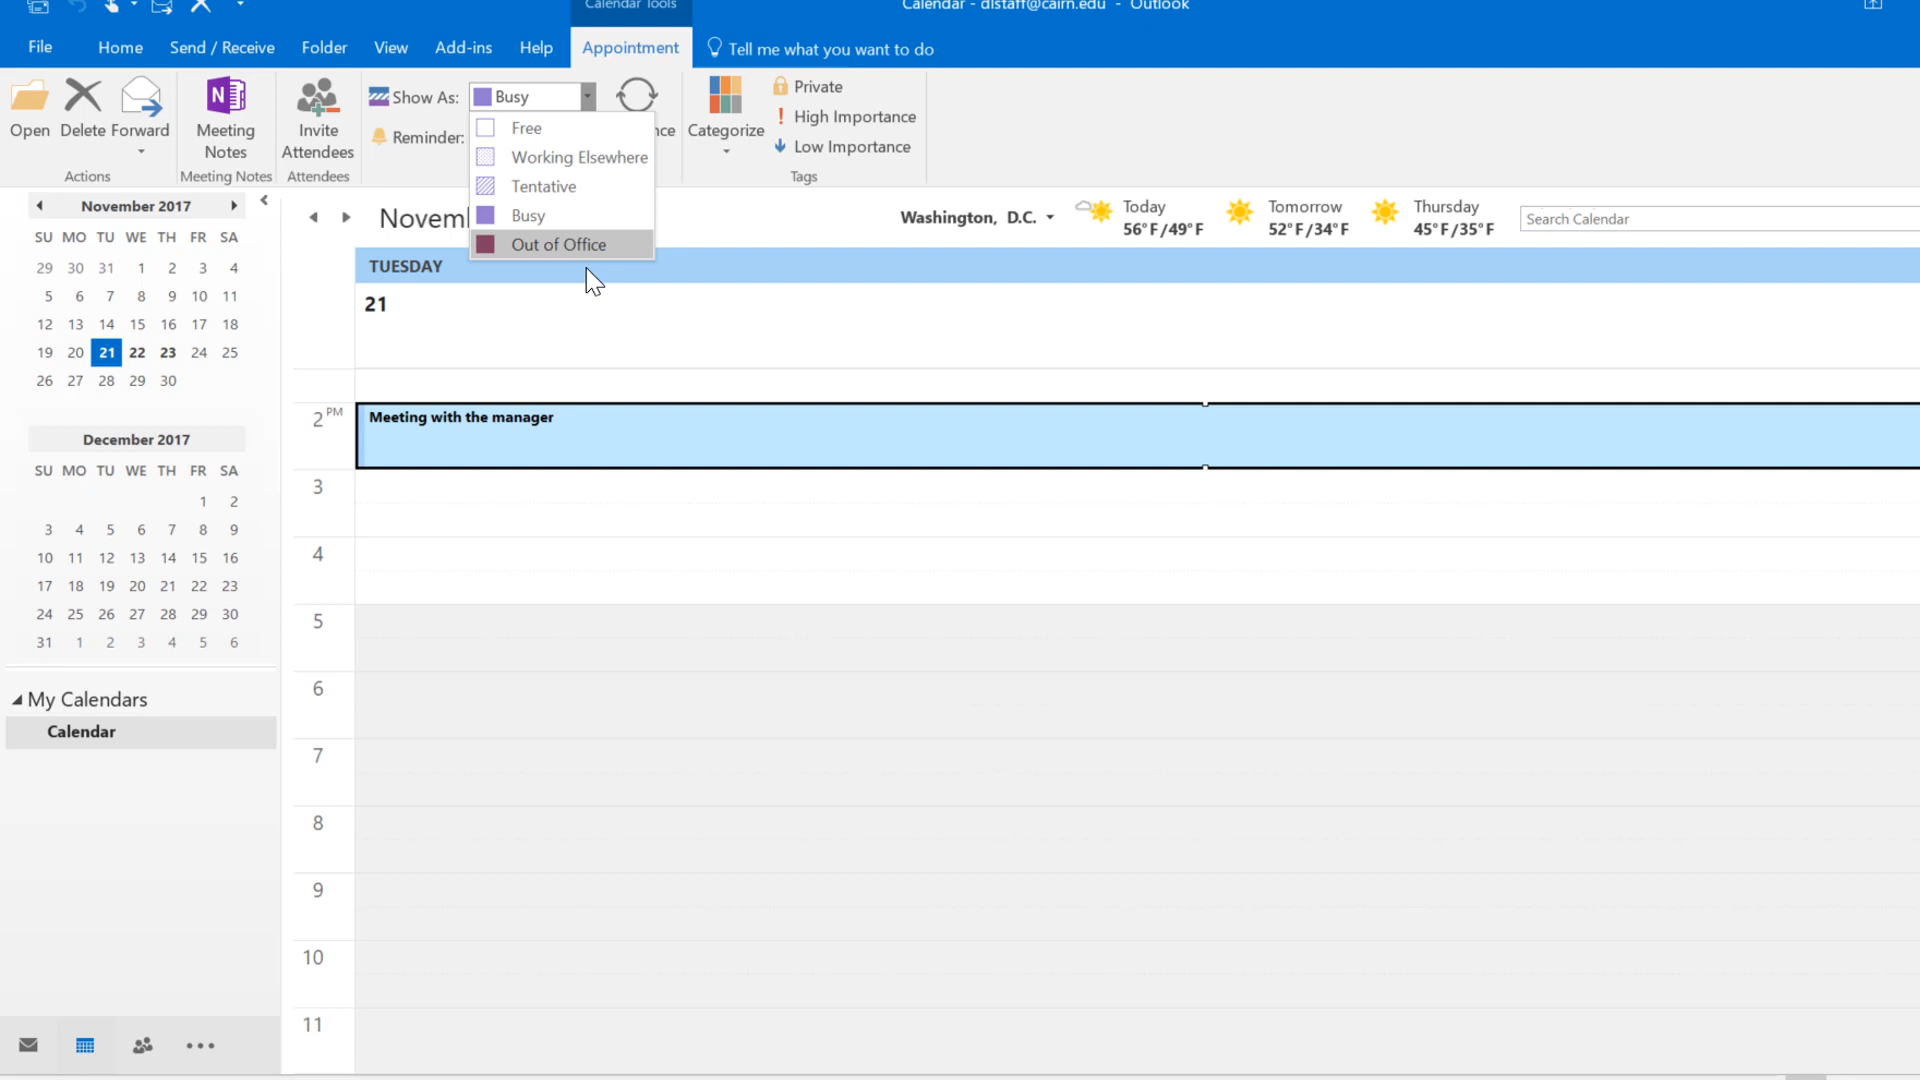 Calendar Tools
Calendar - dlstaff@cairn.edu - Outlook
File Home Send / Receive Folder View Add-ins Help Appointment Tell me what you want to do
Open Delete Forward
Actions
Meeting Notes
Meeting Notes
Invite Attendees
Attendees
Show As: Busy
Reminder:
Free
Working Elsewhere
Tentative
Busy
Out of Office
Categorize
Private
! High Importance
Low Importance
Tags
November 2017
SU MO TU WE TH FR SA
29 30 31 1 2 3 4
5 6 7 8 9 10 11
12 13 14 15 16 17 18
19 20 21 22 23 24 25
26 27 28 29 30
December 2017
SU MO TU WE TH FR SA
1 2
3 4 5 6 7 8 9
10 11 12 13 14 15 16
17 18 19 20 21 22 23
24 25 26 27 28 29 30
31 1 2 3 4 5 6
My Calendars
Calendar
Washington, D.C.
Today
56°F/49°F
Tomorrow
52°F/34°F
Thursday
45°F/35°F
Search Calendar
TUESDAY
21
2 PM
Meeting with the manager
3
4
5
6
7
8
9
10
11